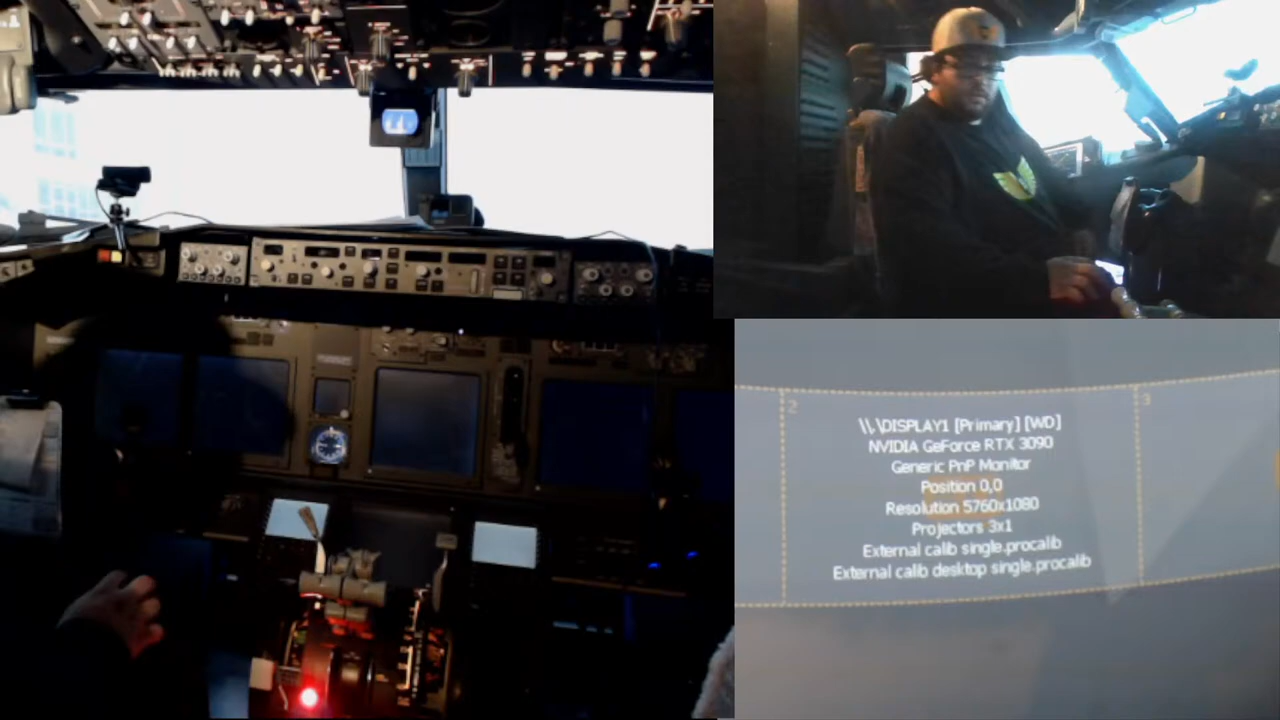 2
3
\\.\DISPLAY1 [Primary] [WD]
NVIDIA GeForce RTX 3090
Generic PnP Monitor
Position 0,0
Resolution 5760x1080
Projectors 3x1
External calib single.procalib
External calib desktop single.procalib